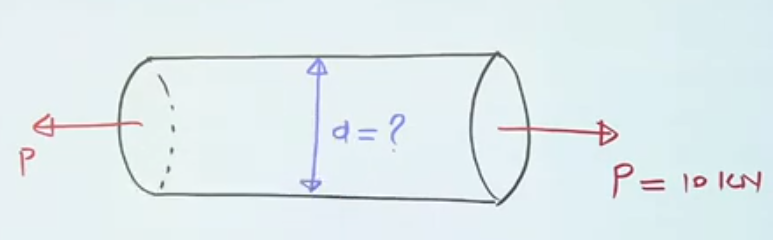 d = ?
P
P = 10 KN